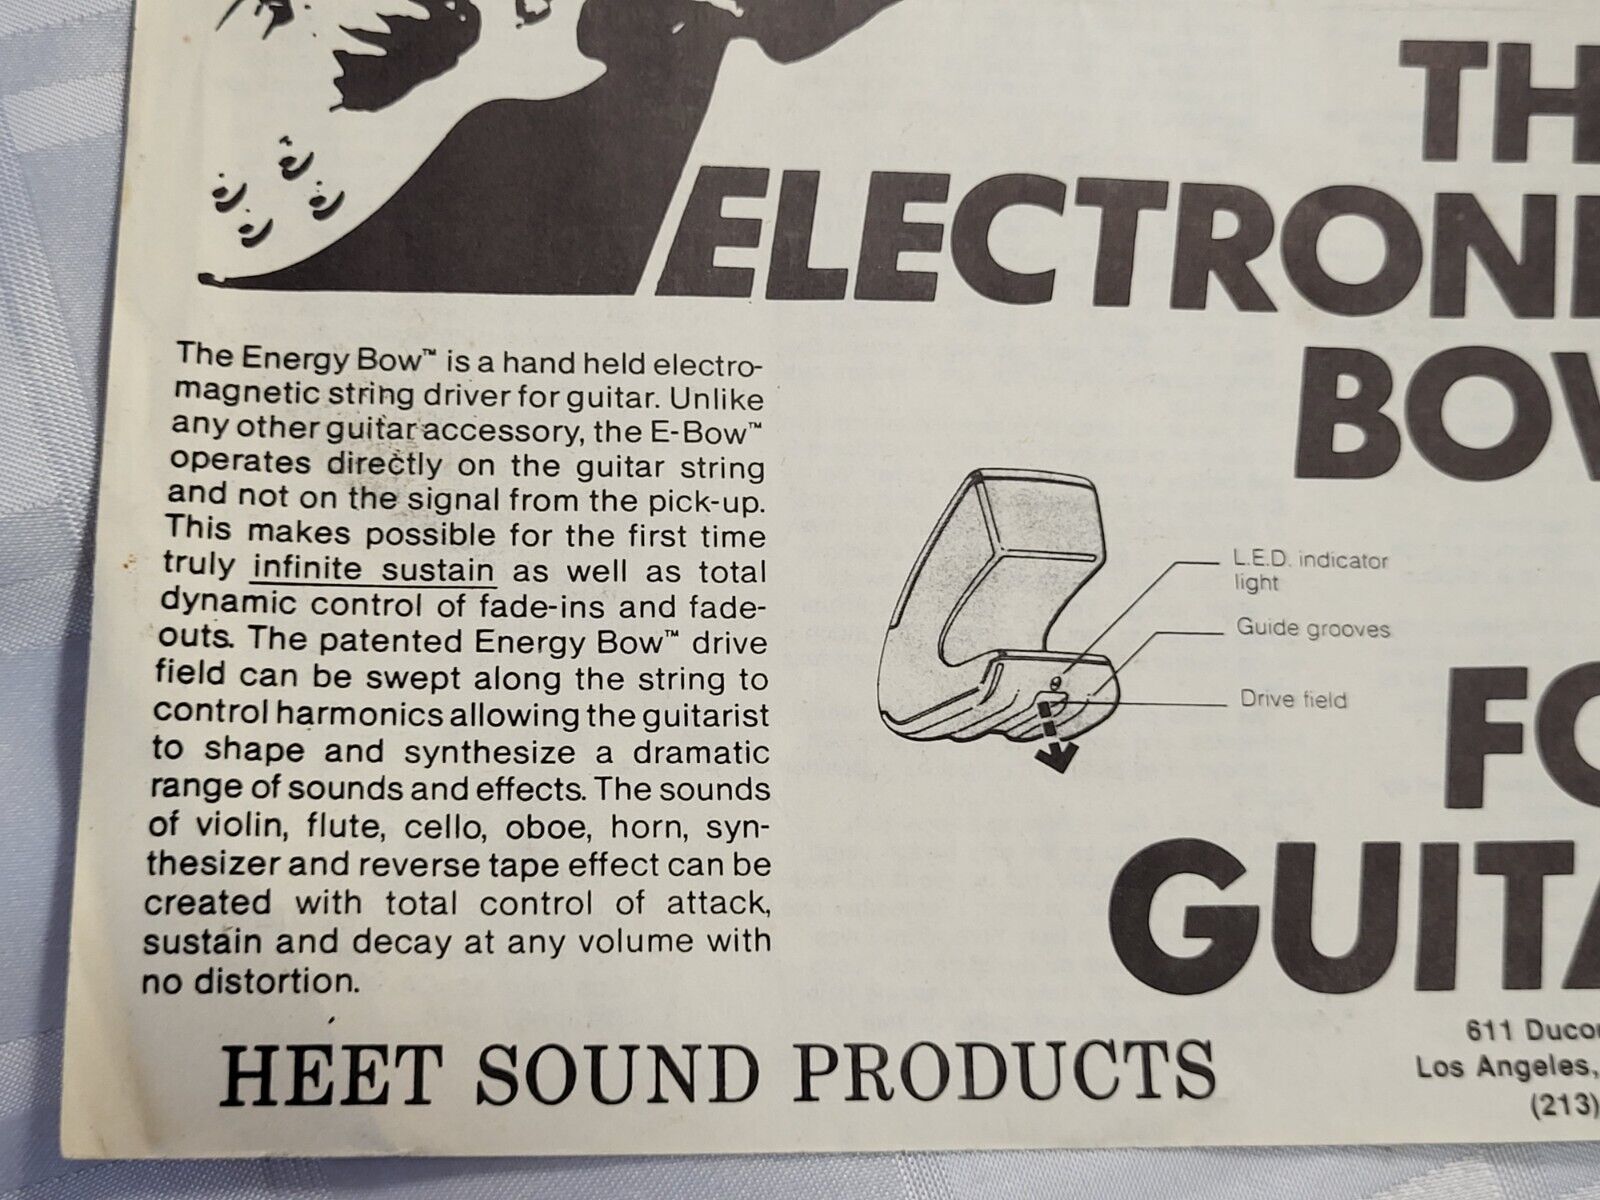 TH
ELECTRONI
BOW
The Energy Bow™ is a hand held electro-
magnetic string driver for guitar. Unlike
any other guitar accessory, the E-Bow™
operates directly on the guitar string
and not on the signal from the pick-up.
This makes possible for the first time
truly infinite sustain as well as total
dynamic control of fade-ins and fade-
outs. The patented Energy Bow™ drive
field can be swept along the string to
control harmonics allowing the guitarist
to shape and synthesize a dramatic
range of sounds and effects. The sounds
of violin, flute, cello, oboe, horn, syn-
thesizer and reverse tape effect can be
created with total control of attack,
sustain and decay at any volume with
no distortion.
L.E.D. indicator
light
Guide grooves
Drive field
FO
GUITA
HEET SOUND PRODUCTS
611 Ducom
Los Angeles,
(213)